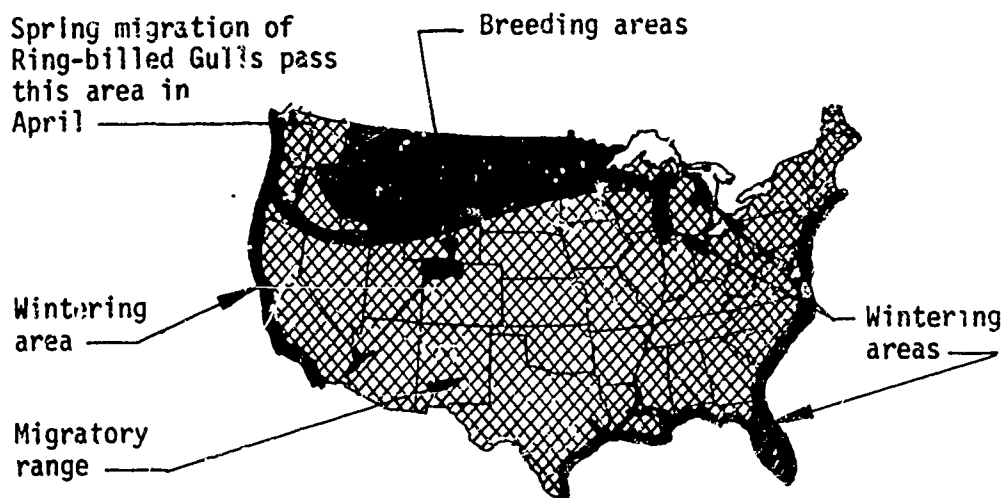 Spring migration of
Ring-billed Gulls pass
this area in
April
Breeding areas
Wintering
area
Wintering
areas
Migratory
range